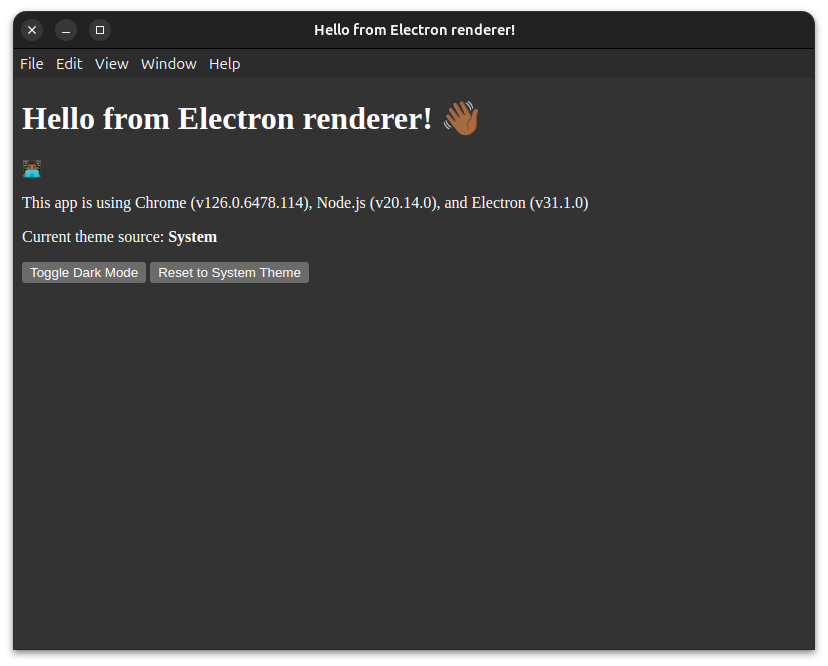 Hello from Electron renderer!
File Edit View Window Help
Hello from Electron renderer! 👋🏾
👨🏾‍💻
This app is using Chrome (v126.0.6478.114), Node.js (v20.14.0), and Electron (v31.1.0)
Current theme source: System
Toggle Dark Mode Reset to System Theme